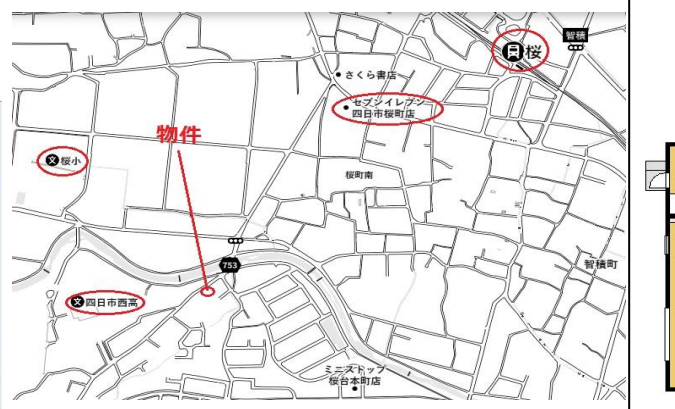 智積
桜
さくら書店
セブンイレブン
四日市桜町店
物件
文 桜小
桜町南
智積町
753
文 四日市西高
ミニストップ
桜台本町店